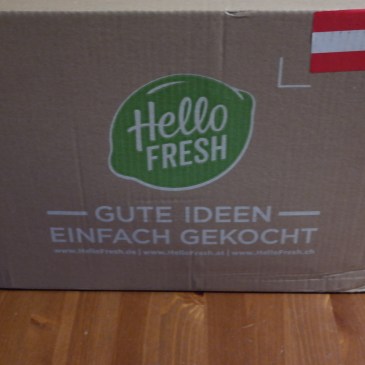 Hello
FRESH
GUTE IDEEN
EINFACH GEKOCHT
www.HelloFresh.de | www.HelloFresh.at | www.HelloFresh.ch